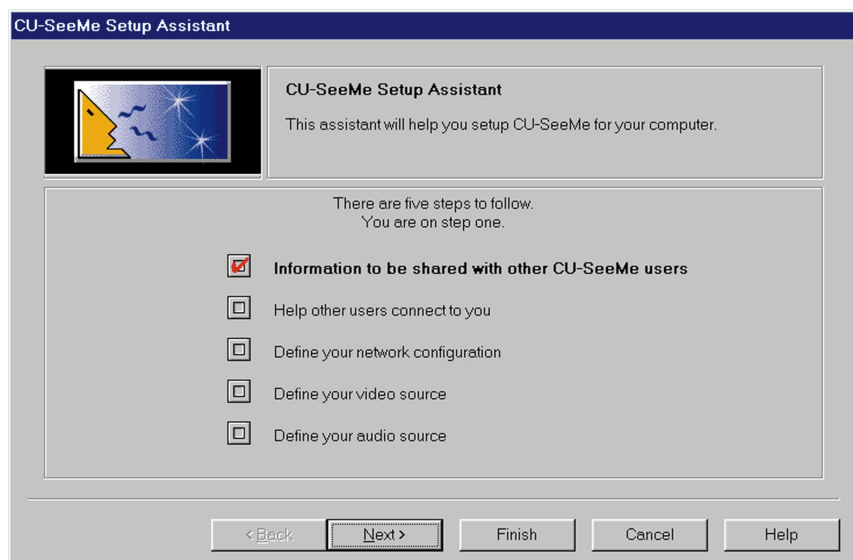 CU-SeeMe Setup Assistant
CU-SeeMe Setup Assistant
This assistant will help you setup CU-SeeMe for your computer.
There are five steps to follow.
You are on step one.
Information to be shared with other CU-SeeMe users
Help other users connect to you
Define your network configuration
Define your video source
Define your audio source
< Back Next > Finish Cancel Help